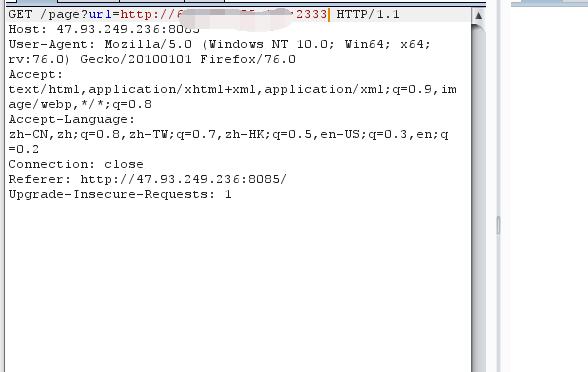 GET /page?url=http://6 2333 HTTP/1.1
Host: 47.93.249.236:8085
User-Agent: Mozilla/5.0 (Windows NT 10.0; Win64; x64;
rv:76.0) Gecko/20100101 Firefox/76.0
Accept:
text/html,application/xhtml+xml,application/xml;q=0.9,im
age/webp,*/*;q=0.8
Accept-Language:
zh-CN,zh;q=0.8,zh-TW;q=0.7,zh-HK;q=0.5,en-US;q=0.3,en;q
=0.2
Connection: close
Referer: http://47.93.249.236:8085/
Upgrade-Insecure-Requests: 1